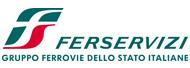 FERSERVIZI
GRUPPO FERROVIE DELLO STATO ITALIANE